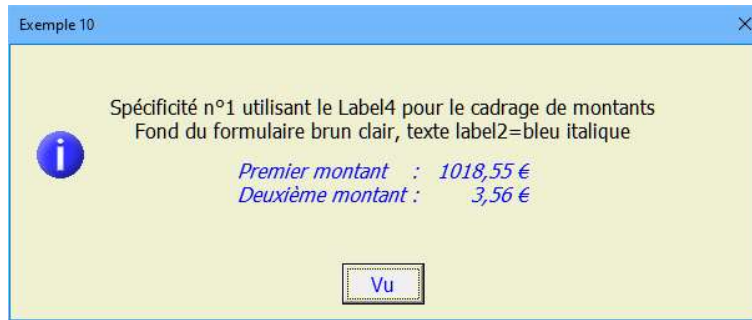 Exemple 10
Spécificité n°1 utilisant le Label4 pour le cadrage de montants
Fond du formulaire brun clair, texte label2=bleu italique
Premier montant : 1018,55 €
Deuxième montant : 3,56 €
Vu